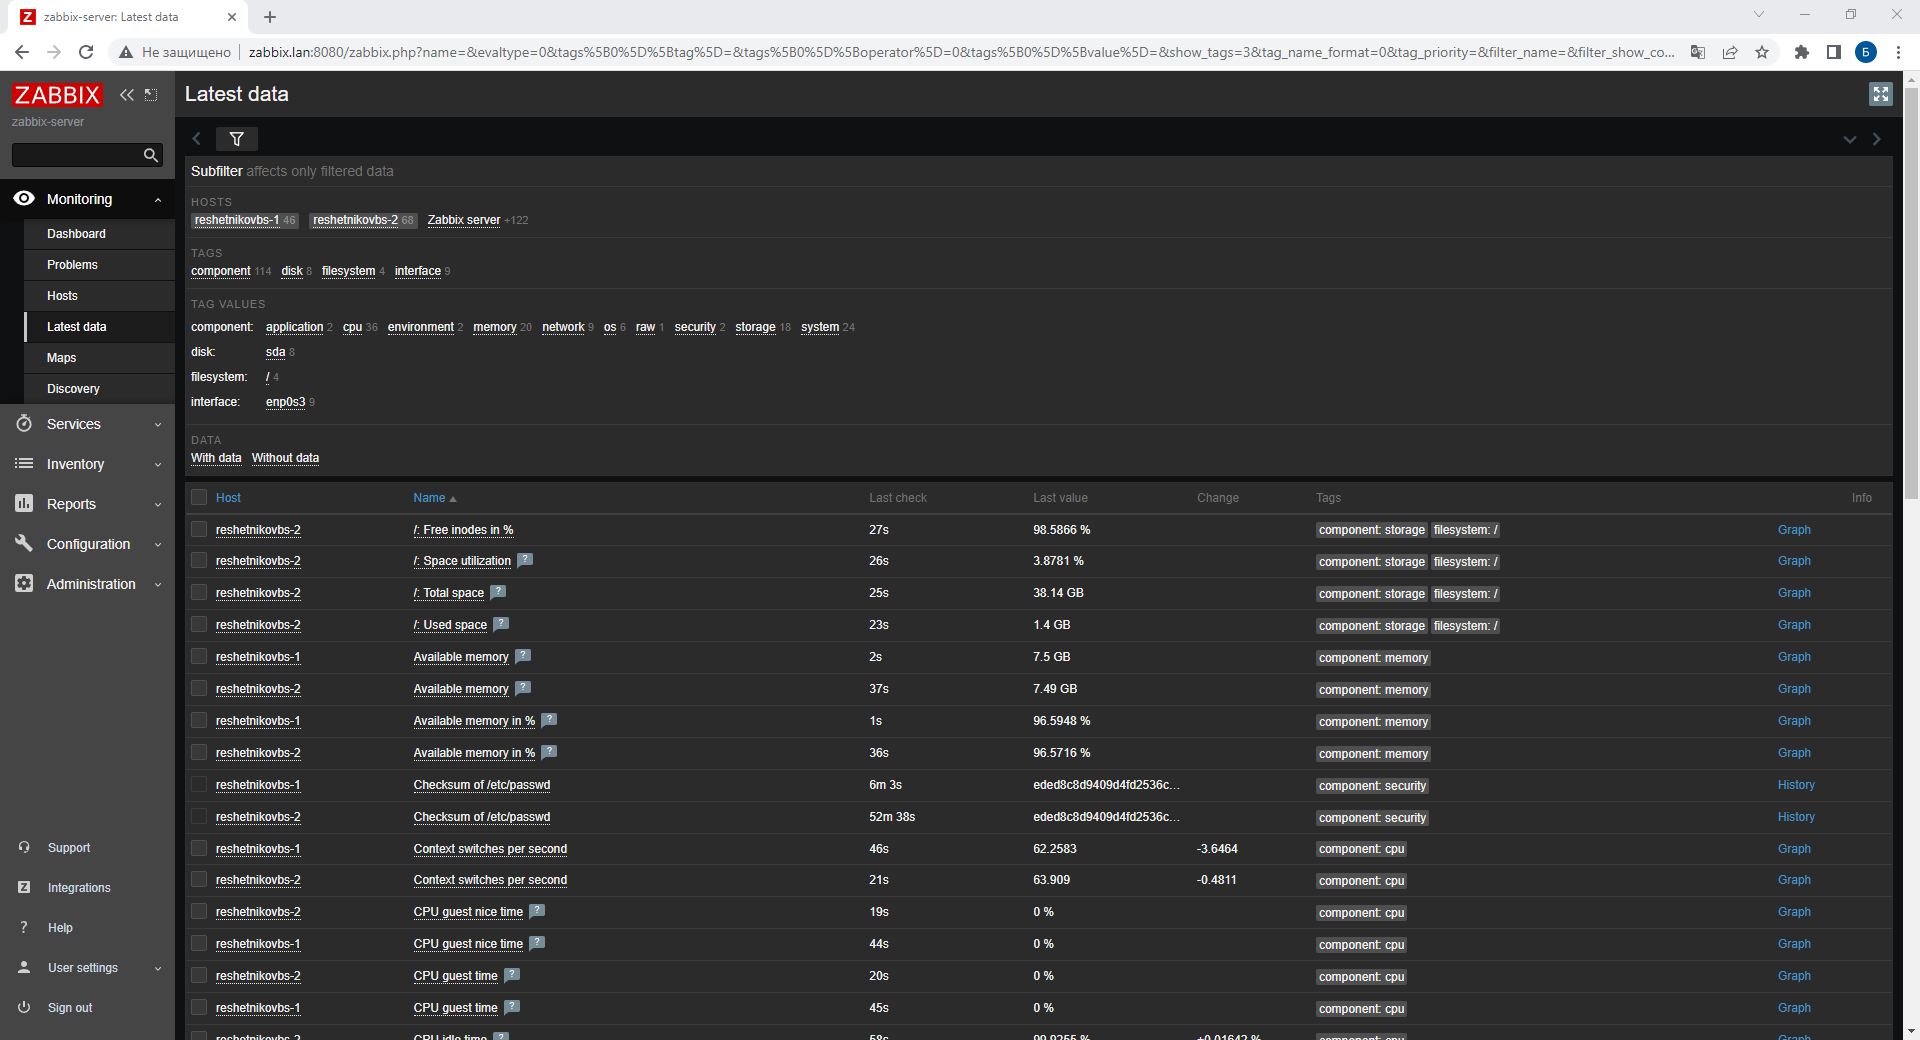 zabbix-server: Latest data
Не защищено zabbix.lan:8080/zabbix.php?name=&evaltype=0&tags%5B0%5D%5Btag%5D=&tags%5B0%5D%5Boperator%5D=0&tags%5B0%5D%5Bvalue%5D=&show_tags=3&tag_name_format=0&tag_priority=&filter_name=&filter_show_co... Б
ZABBIX
zabbix-server
Monitoring
Dashboard
Problems
Hosts
Latest data
Maps
Discovery
Services
Inventory
Reports
Configuration
Administration
Support
Integrations
Help
User settings
Sign out
Latest data
Subfilter affects only filtered data
HOSTS
reshetnikovbs-1 46 reshetnikovbs-2 68 Zabbix server +122
TAGS
component 114 disk 8 filesystem 4 interface 9
TAG VALUES
component: application 2 cpu 36 environment 2 memory 20 network 9 os 6 raw 1 security 2 storage 18 system 24
disk: sda 8
filesystem: / 4
interface: enp0s3 9
DATA
With data Without data
Host Name Last check Last value Change Tags Info
reshetnikovbs-2 /: Free inodes in % 27s 98.5866 % component: storage filesystem: / Graph
reshetnikovbs-2 /: Space utilization ? 26s 3.8781 % component: storage filesystem: / Graph
reshetnikovbs-2 /: Total space ? 25s 38.14 GB component: storage filesystem: / Graph
reshetnikovbs-2 /: Used space ? 23s 1.4 GB component: storage filesystem: / Graph
reshetnikovbs-1 Available memory ? 2s 7.5 GB component: memory Graph
reshetnikovbs-2 Available memory ? 37s 7.49 GB component: memory Graph
reshetnikovbs-1 Available memory in % ? 1s 96.5948 % component: memory Graph
reshetnikovbs-2 Available memory in % ? 36s 96.5716 % component: memory Graph
reshetnikovbs-1 Checksum of /etc/passwd 6m 3s eded8c8d9409d4fd2536c... component: security History
reshetnikovbs-2 Checksum of /etc/passwd 52m 38s eded8c8d9409d4fd2536c... component: security History
reshetnikovbs-1 Context switches per second 46s 62.2583 -3.6464 component: cpu Graph
reshetnikovbs-2 Context switches per second 21s 63.909 -0.4811 component: cpu Graph
reshetnikovbs-2 CPU guest nice time ? 19s 0 % component: cpu Graph
reshetnikovbs-1 CPU guest nice time ? 44s 0 % component: cpu Graph
reshetnikovbs-2 CPU guest time ? 20s 0 % component: cpu Graph
reshetnikovbs-1 CPU guest time ? 45s 0 % component: cpu Graph
reshetnikovbs-2 CPU idle time ? 58s 99.9255 % +0.01642 % component: cpu Graph